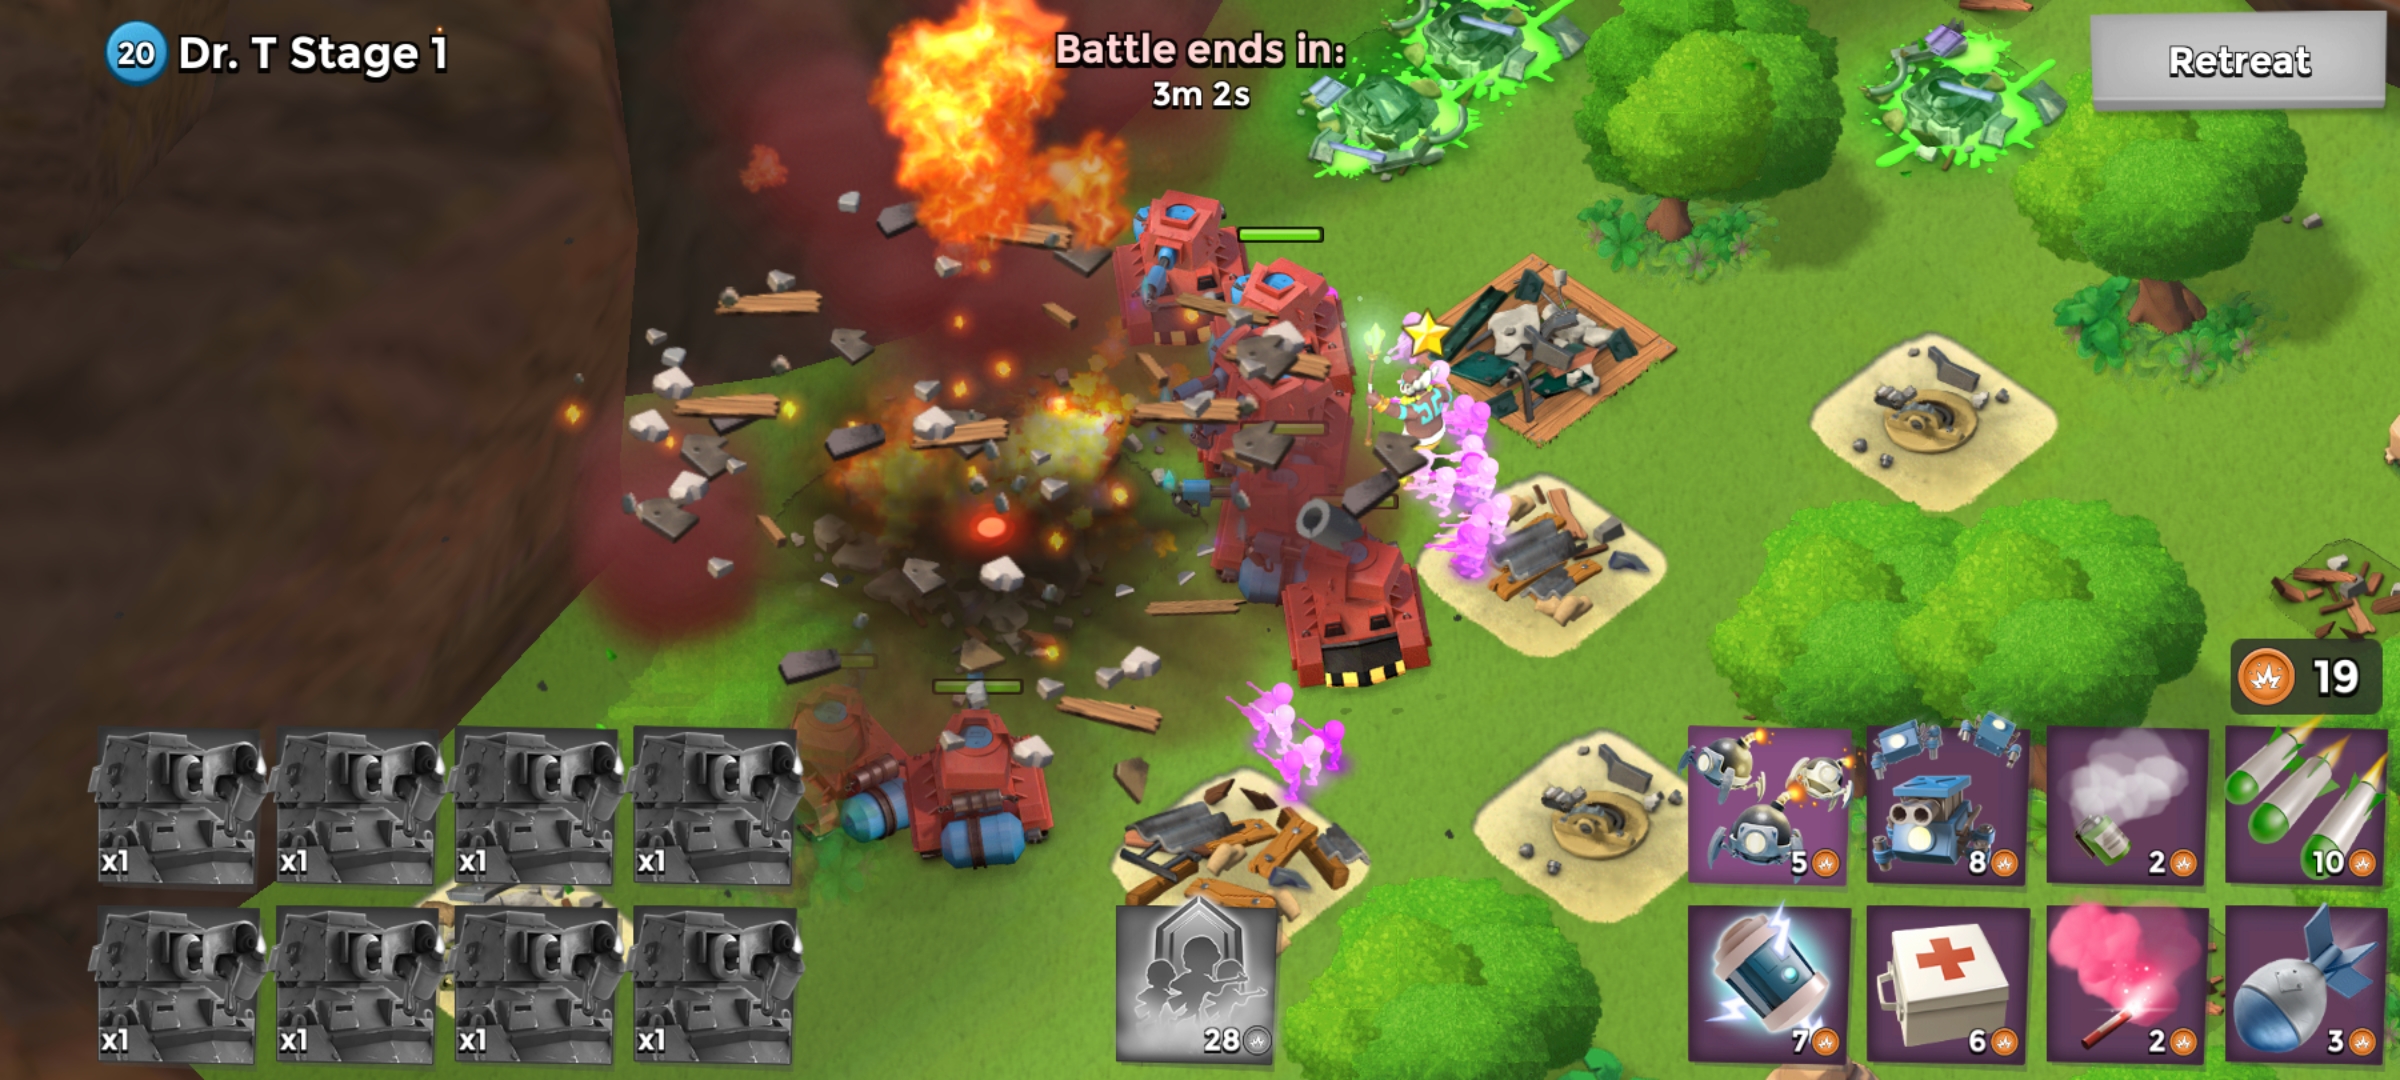 20 Dr. T Stage 1
Battle ends in:
3m 2s
Retreat
19
x1 x1 x1 x1
5 8 2 10
x1 x1 x1 x1
28
7 6 2 3